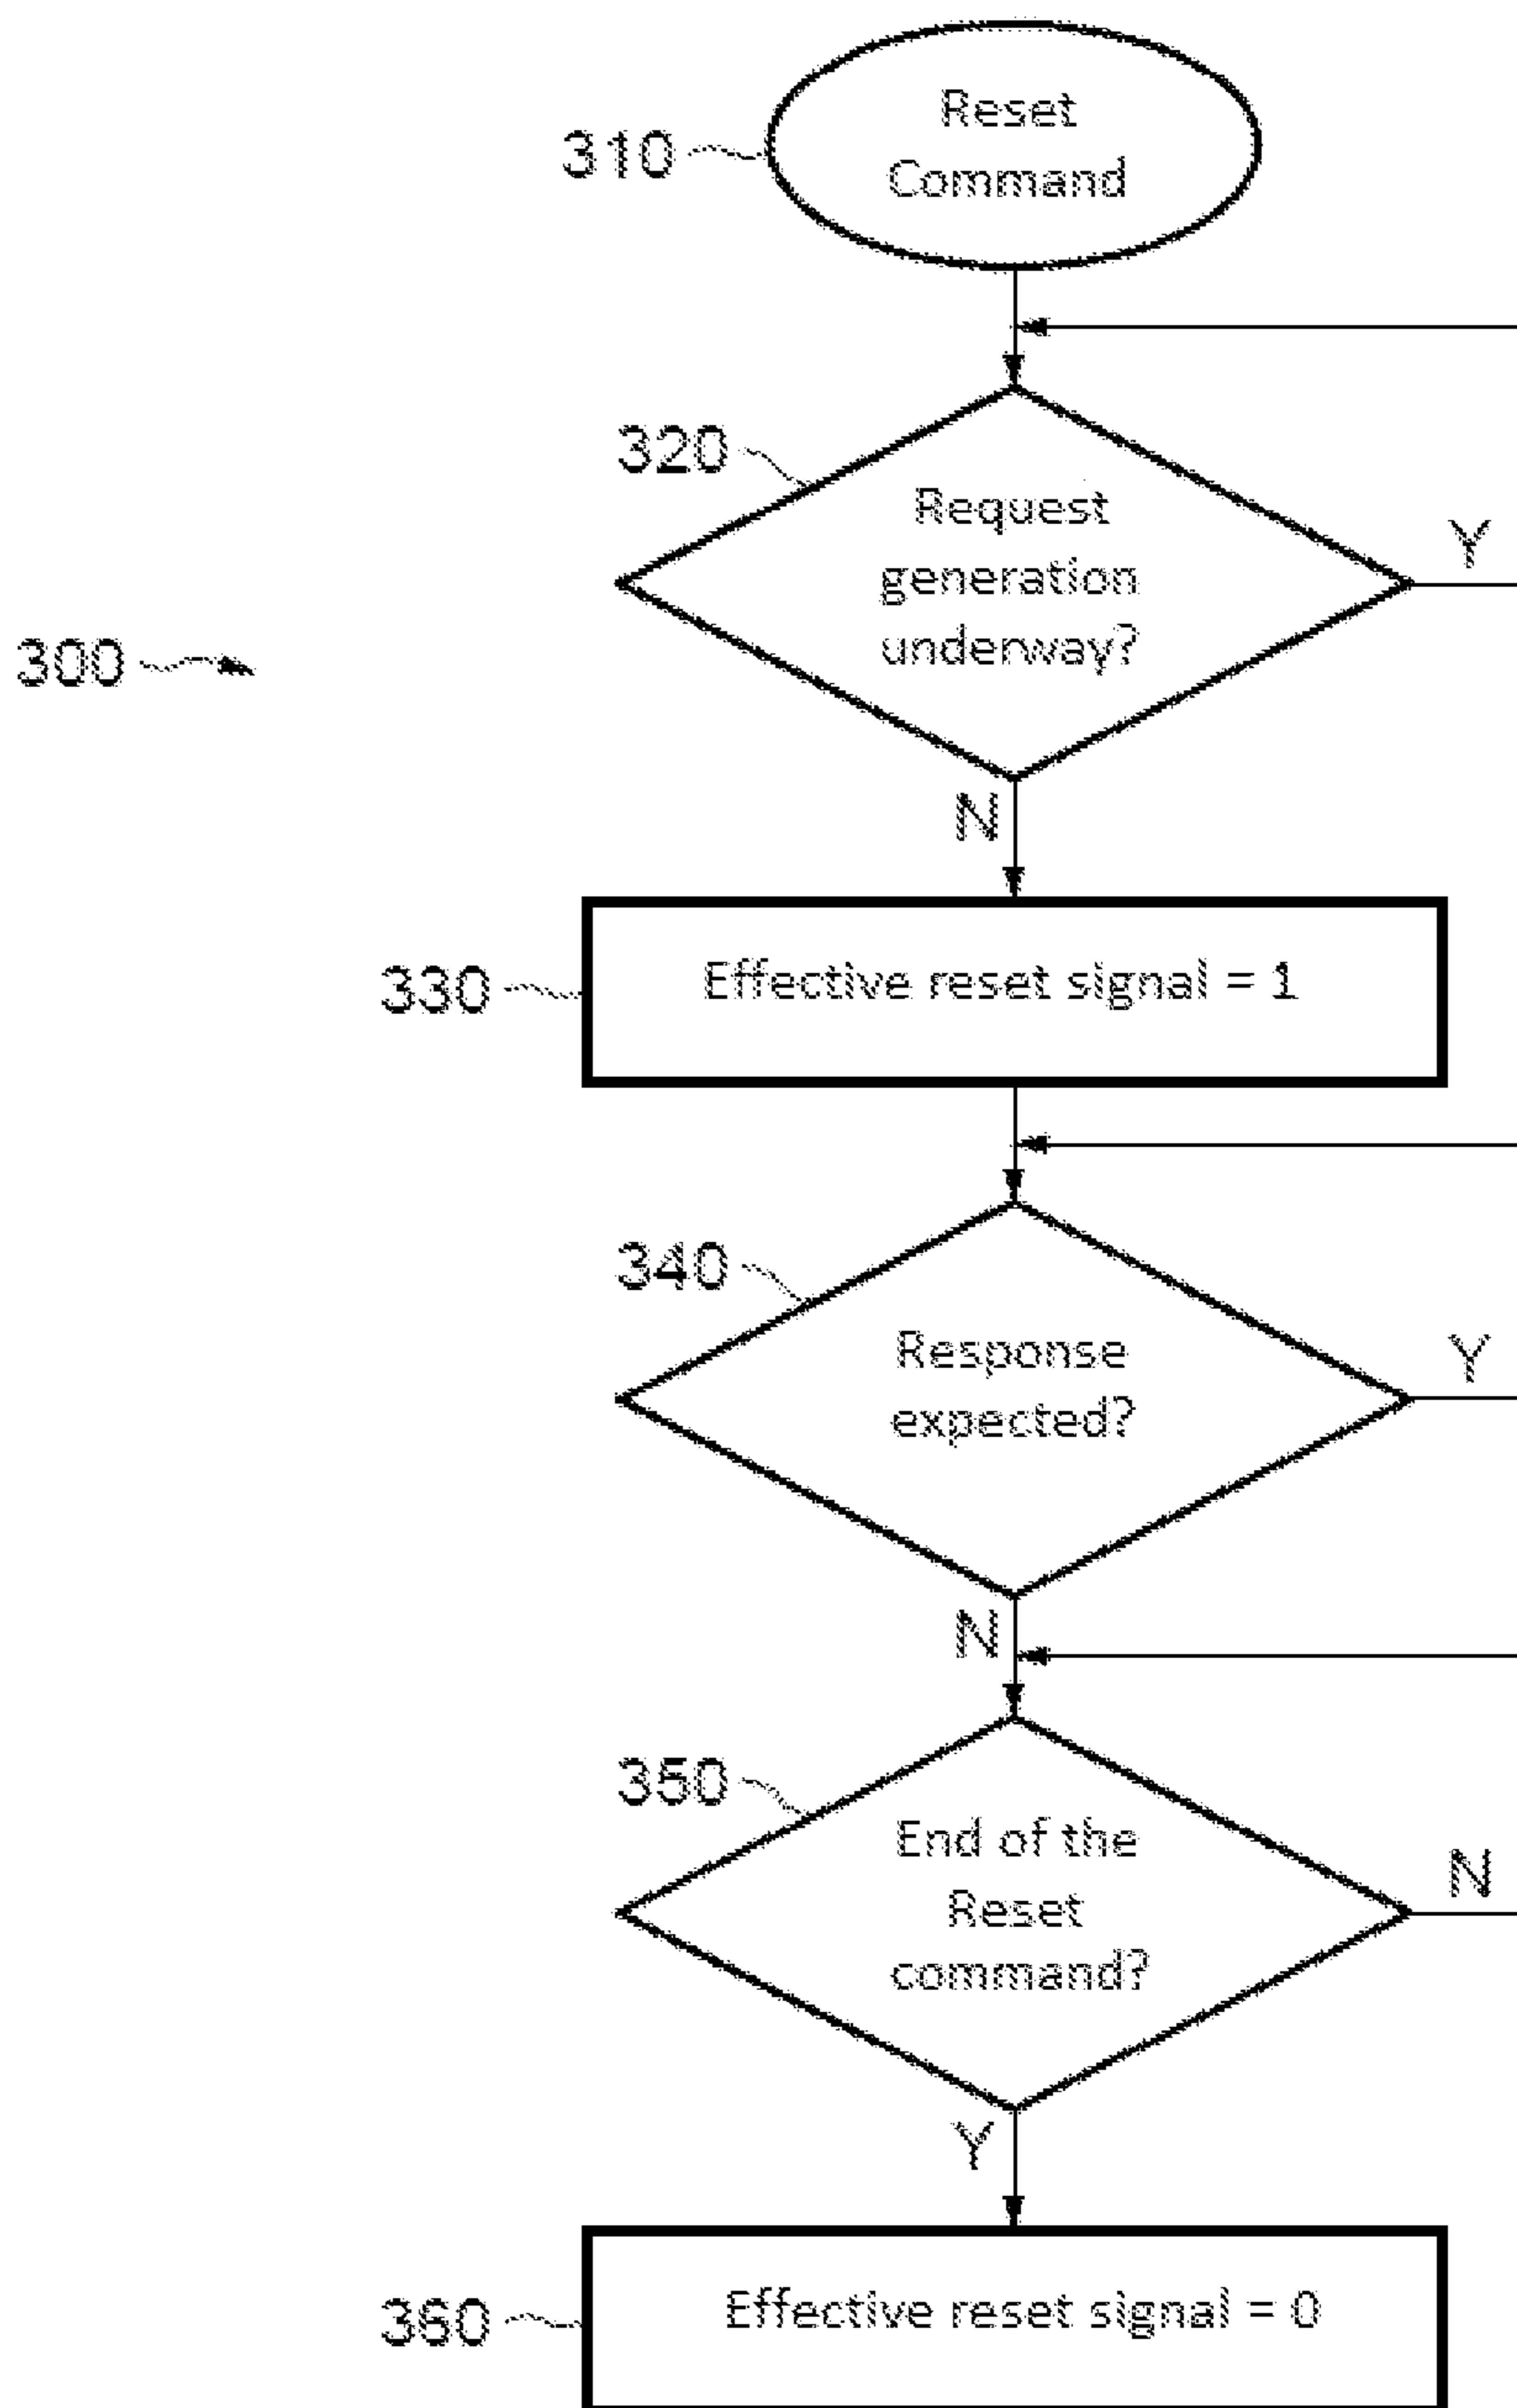 Reset
Command
310
320
Request
generation
underway?
Y
300
N
330
Effective reset signal = 1
340
Response
expected?
Y
N
350
End of the
Reset
command?
N
Y
360
Effective reset signal = 0